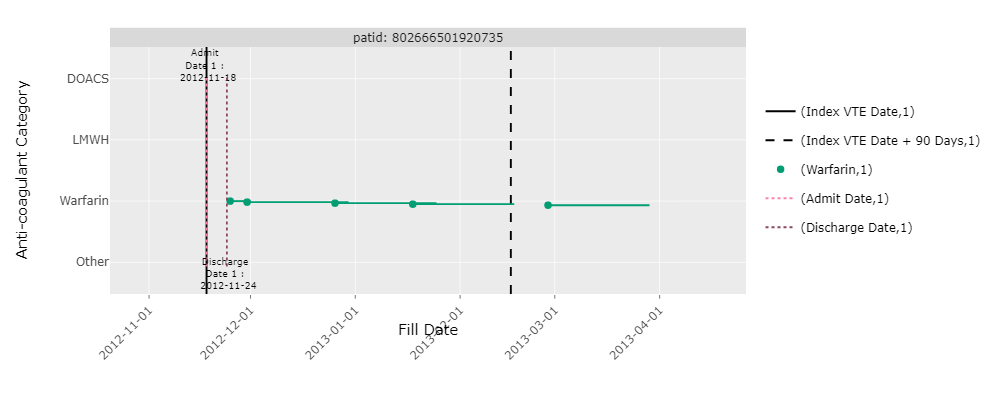 patid: 802666501920735
Admit
Date 1 :
2012-11-18
DOACS
LMWH
Warfarin
Other
Anti-coagulant Category
Discharge
Date 1 :
2012-11-24
2012-11-01
2012-12-01
2013-01-01
2013-02-01
2013-03-01
2013-04-01
Fill Date
(Index VTE Date,1)
(Index VTE Date + 90 Days,1)
(Warfarin,1)
(Admit Date,1)
(Discharge Date,1)